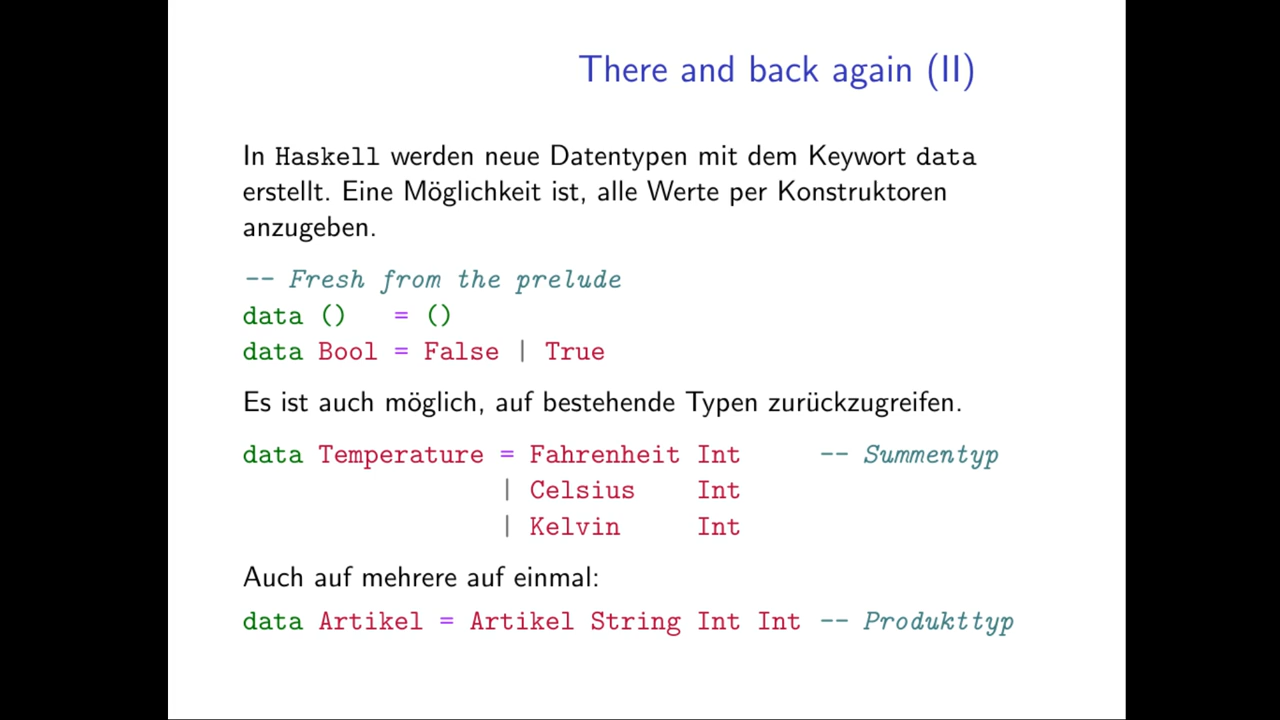 There and back again (II)
In Haskell werden neue Datentypen mit dem Keywort data
erstellt. Eine Möglichkeit ist, alle Werte per Konstruktoren
anzugeben.
-- Fresh from the prelude
data ()   = ()
data Bool = False | True
Es ist auch möglich, auf bestehende Typen zurückzugreifen.
data Temperature = Fahrenheit Int     -- Summentyp
                 | Celsius    Int
                 | Kelvin     Int
Auch auf mehrere auf einmal:
data Artikel = Artikel String Int Int -- Produkttyp